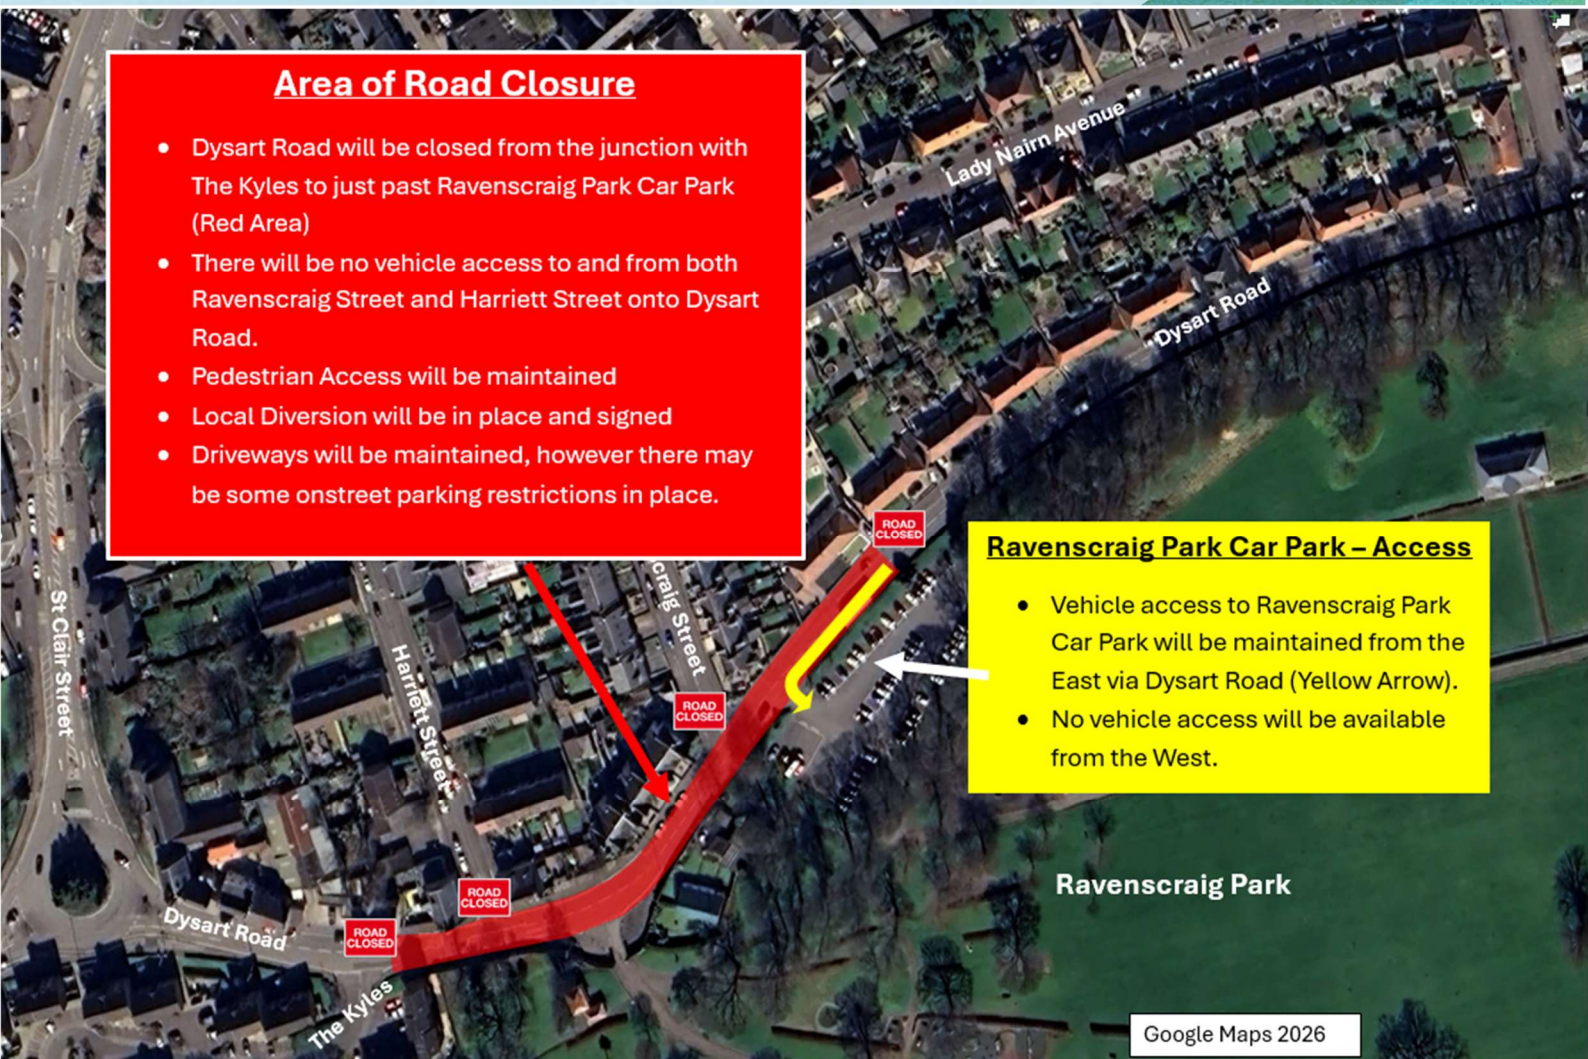 Area of Road Closure
• Dysart Road will be closed from the junction with
The Kyles to just past Ravenscraig Park Car Park
(Red Area)
• There will be no vehicle access to and from both
Ravenscraig Street and Harriett Street onto Dysart
Road.
• Pedestrian Access will be maintained
• Local Diversion will be in place and signed
• Driveways will be maintained, however there may
be some onstreet parking restrictions in place.
Lady Nairn Avenue
Dysart Road
ROAD
CLOSED
Ravenscraig Park Car Park – Access
• Vehicle access to Ravenscraig Park
Car Park will be maintained from the
East via Dysart Road (Yellow Arrow).
• No vehicle access will be available
from the West.
St Clair Street
Harriett Street
craig Street
ROAD
CLOSED
ROAD
CLOSED
ROAD
CLOSED
Dysart Road
The Kyles
Ravenscraig Park
Google Maps 2026